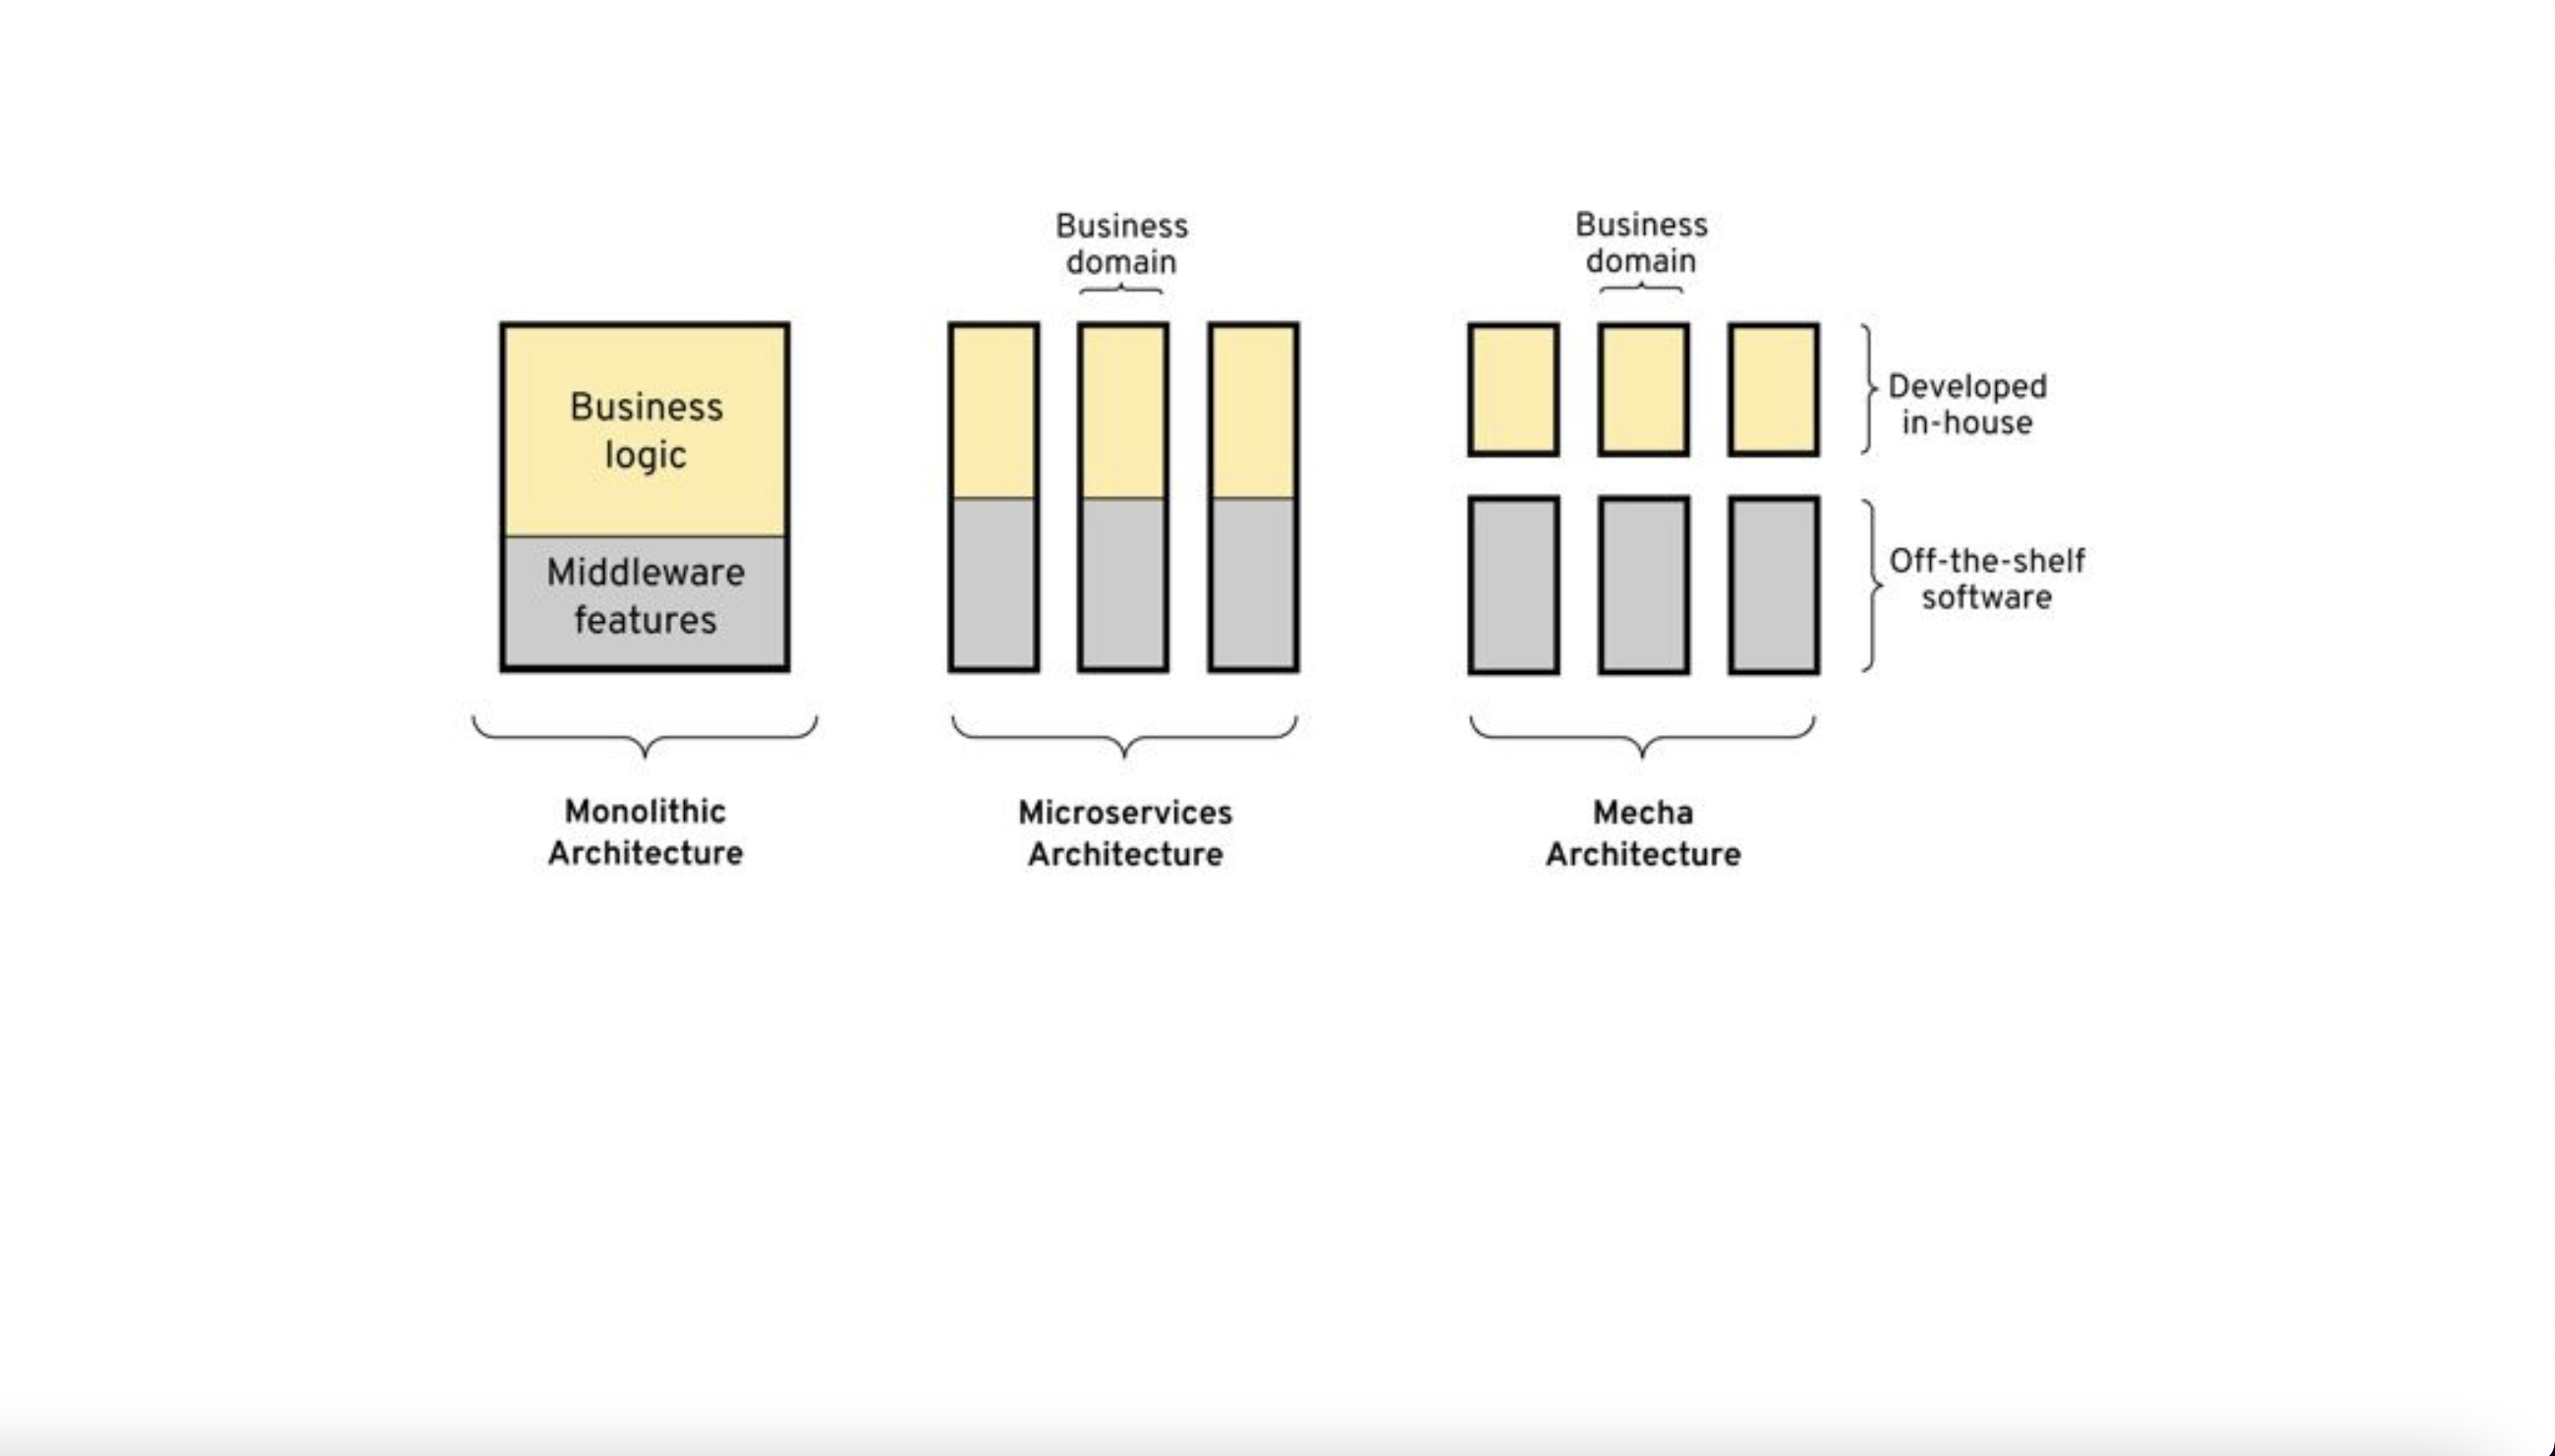 Business
domain
Business
domain
Business
logic
Middleware
features
Developed
in-house
Off-the-shelf
software
Monolithic
Architecture
Microservices
Architecture
Mecha
Architecture